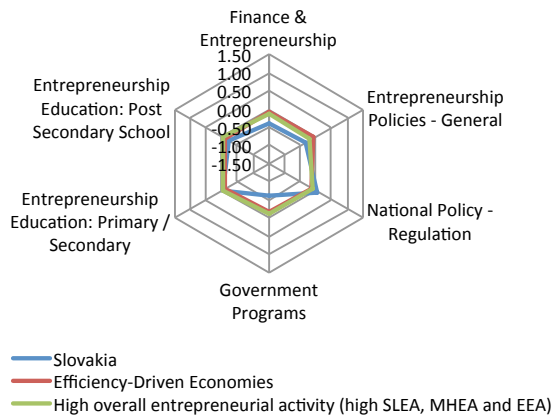 Finance &
Entrepreneurship
1.50
1.00
0.50
0.00
-0.50
-1.00
-1.50
Entrepreneurship
Policies - General
National Policy -
Regulation
Government
Programs
Entrepreneurship
Education: Primary /
Secondary
Entrepreneurship
Education: Post
Secondary School
Slovakia
Efficiency-Driven Economies
High overall entrepreneurial activity (high SLEA, MHEA and EEA)